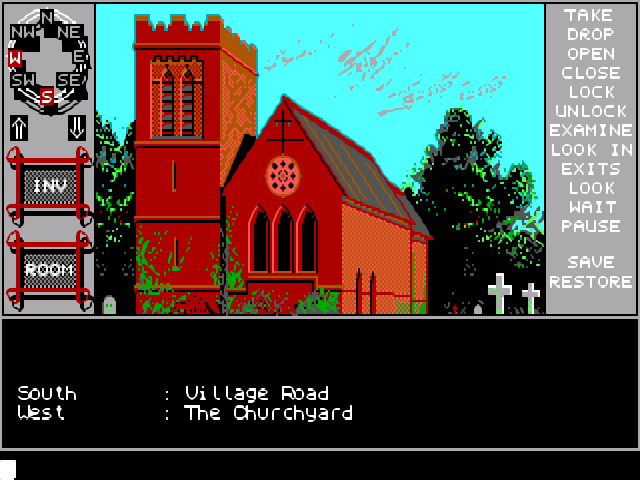 N
NW NE
W E
SW SE
S
INV
ROOM
TAKE
DROP
OPEN
CLOSE
LOCK
UNLOCK
EXAMINE
LOOK IN
EXITS
LOOK
WAIT
PAUSE
SAVE
RESTORE
South : Village Road
West : The Churchyard